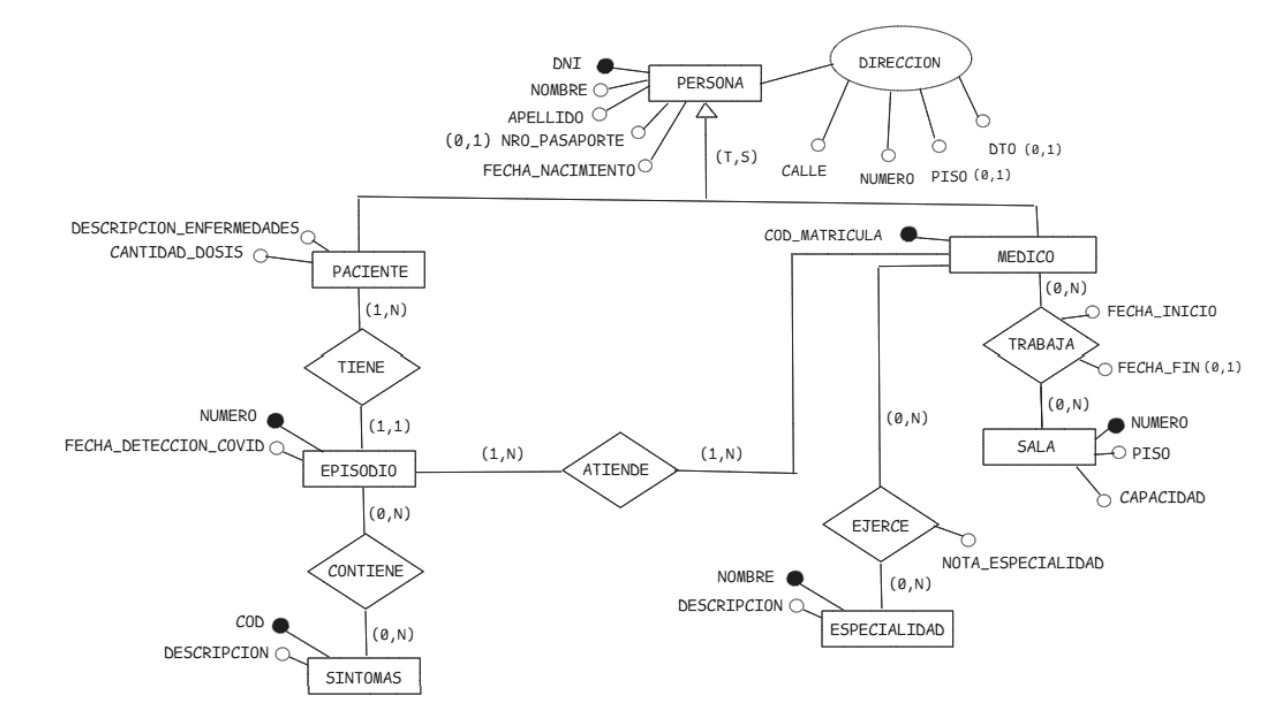 DNI
PERSONA
DIRECCION
NOMBRE
APELLIDO
(0,1) NRO_PASAPORTE
FECHA_NACIMIENTO
(T,S)
CALLE
NUMERO
PISO (0,1)
DTO (0,1)
DESCRIPCION_ENFERMEDADES
CANTIDAD_DOSIS
PACIENTE
COD_MATRICULA
MEDICO
(1,N)
(0,N)
FECHA_INICIO
TIENE
TRABAJA
FECHA_FIN (0,1)
(1,1)
(0,N)
NUMERO
FECHA_DETECCION_COVID
EPISODIO
(1,N)
ATIENDE
(1,N)
(0,N)
NUMERO
SALA
PISO
CAPACIDAD
(0,N)
CONTIENE
EJERCE
NOTA_ESPECIALIDAD
(0,N)
NOMBRE
DESCRIPCION
ESPECIALIDAD
COD
(0,N)
DESCRIPCION
SINTOMAS